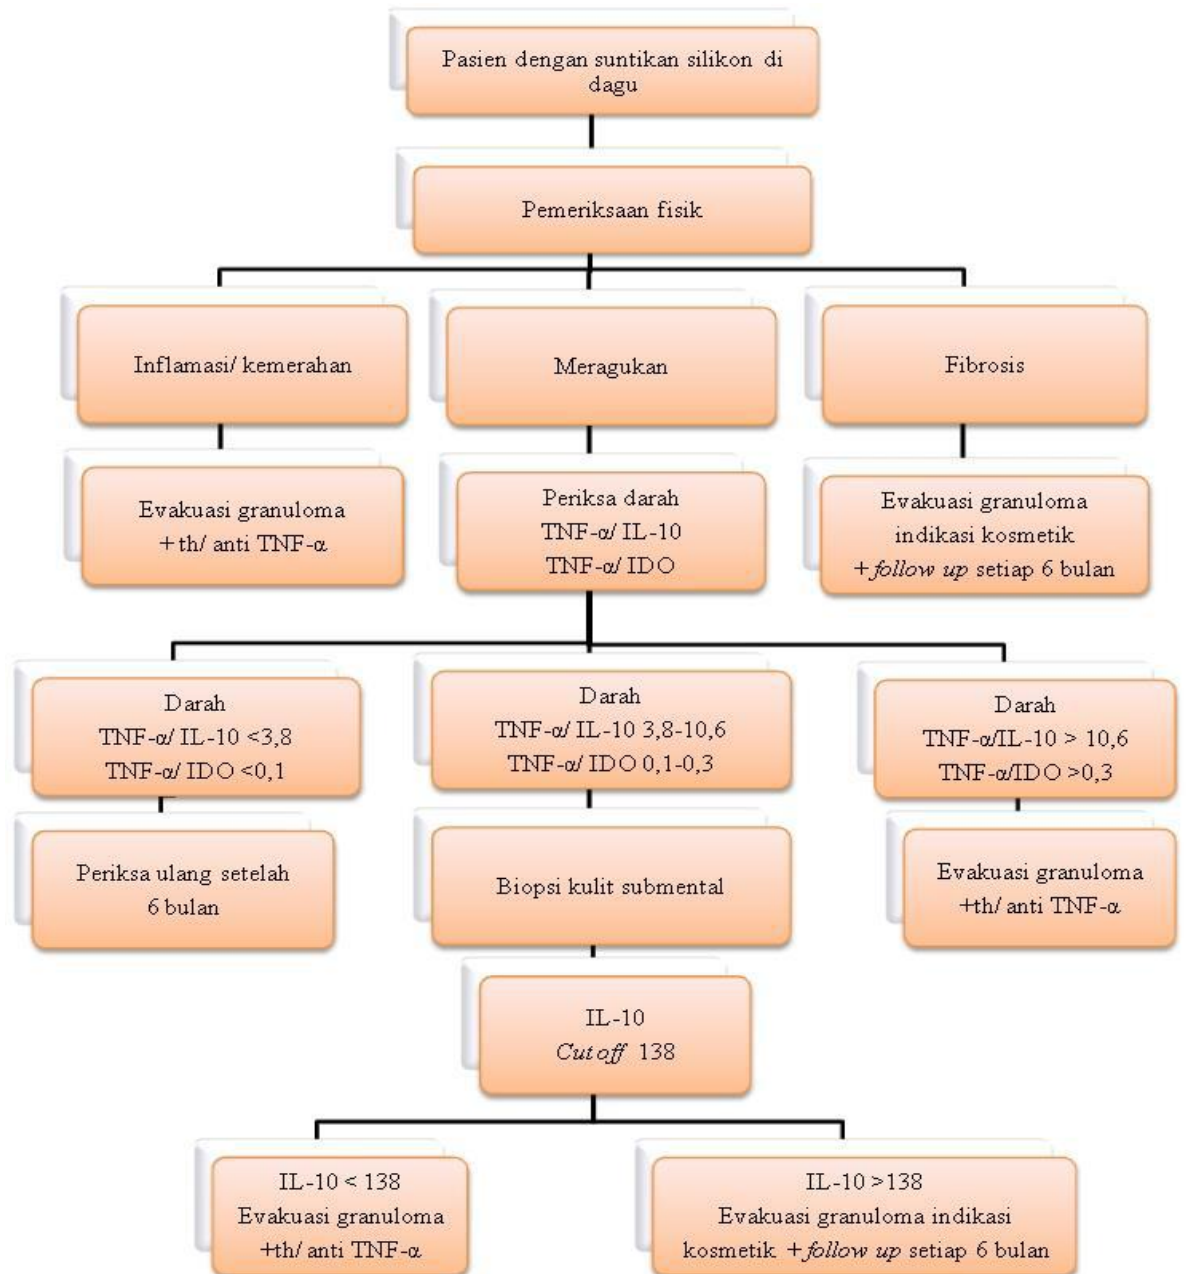 Pasien dengan suntikan silikon di
dagu
Pemeriksaan fisik
Inflamasi/ kemerahan
Meragukan
Fibrosis
Evakuasi granuloma
+th/ anti TNF-α
Periksa darah
TNF-α/ IL-10
TNF-α/ IDO
Evakuasi granuloma
indikasi kosmetik
+follow up setiap 6 bulan
Darah
TNF-α/ IL-10 <3,8
TNF-α/ IDO <0,1
Darah
TNF-α/ IL-10 3,8-10,6
TNF-α/ IDO 0,1-0,3
Darah
TNF-α/IL-10 > 10,6
TNF-α/IDO >0,3
Periksa ulang setelah
6 bulan
Biopsi kulit submental
Evakuasi granuloma
+th/ anti TNF-α
IL-10
Cut off 138
IL-10 < 138
Evakuasi granuloma
+th/ anti TNF-α
IL-10 >138
Evakuasi granuloma indikasi
kosmetik +follow up setiap 6 bulan